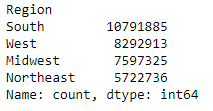 Region
South 10791885
West 8292913
Midwest 7597325
Northeast 5722736
Name: count, dtype: int64